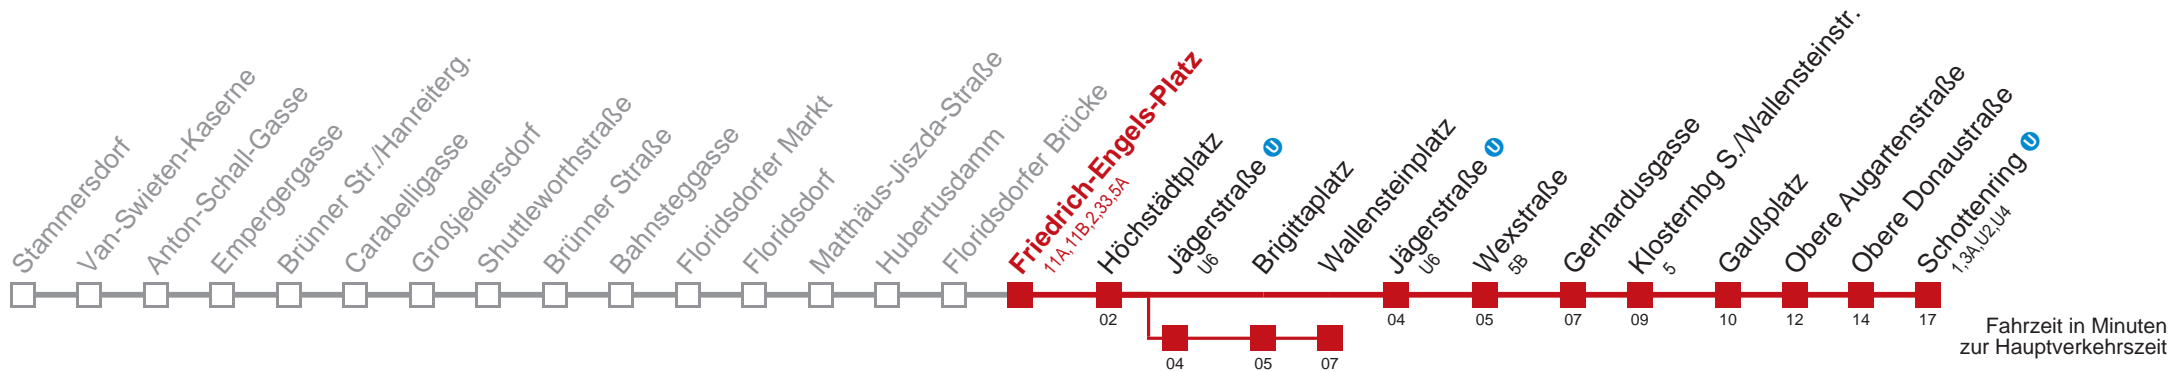 Stammersdorf
Van-Swieten-Kaserne
Anton-Schall-Gasse
Empergergasse
Brünner Str./Hanreiterg.
Carabelligasse
Großjedlersdorf
Shuttleworthstraße
Brünner Straße
Bahnsteggasse
Floridsdorfer Markt
Floridsdorf
Matthäus-Jiszda-Straße
Hubertusdamm
Floridsdorfer Brücke
Friedrich-Engels-Platz
11A,11B,2,33,5A
Höchstädtplatz
Jägerstraße U
U6
Brigittaplatz
Wallensteinplatz
Jägerstraße U
U6
Wexstraße
5B
Gerhardusgasse
Klosternbg S./Wallensteinstr.
5
Gaußplatz
Obere Augartenstraße
Obere Donaustraße
Schottenring U
1,3A,U2,U4
02
04
05
07
09
10
12
14
17
04
05
07
Fahrzeit in Minuten
zur Hauptverkehrszeit